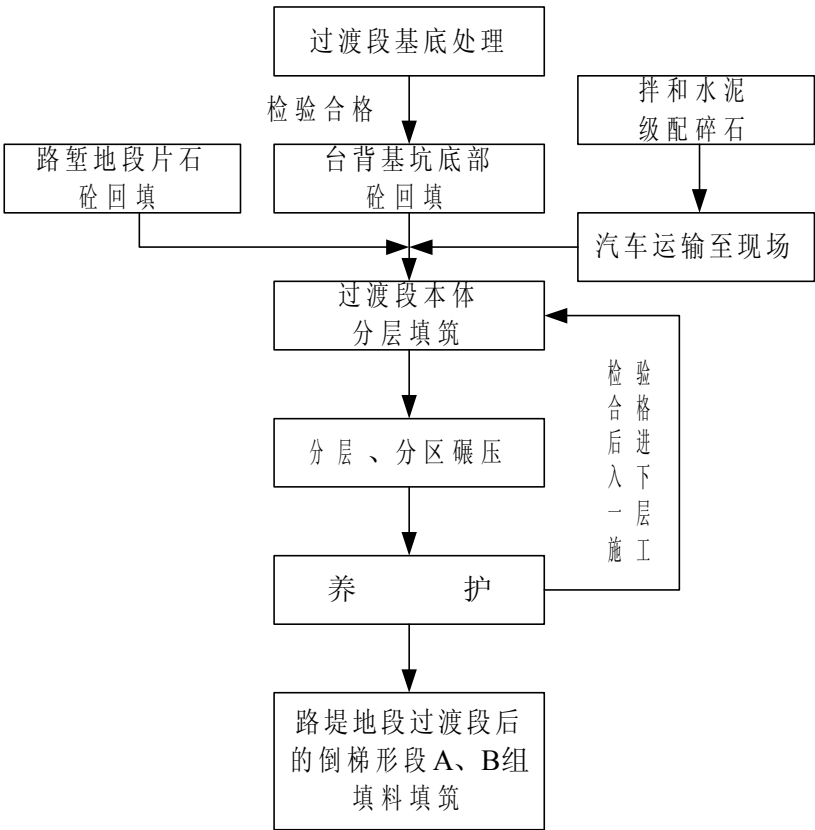 过渡段基底处理
检验合格
拌和水泥
级配碎石
路堑地段片石
砼回填
台背基坑底部
砼回填
汽车运输至现场
过渡段本体
分层填筑
检验
合格
后进
入下
一层
施工
分层、分区碾压
养护
路堤地段过渡段后
的倒梯形段A、B组
填料填筑